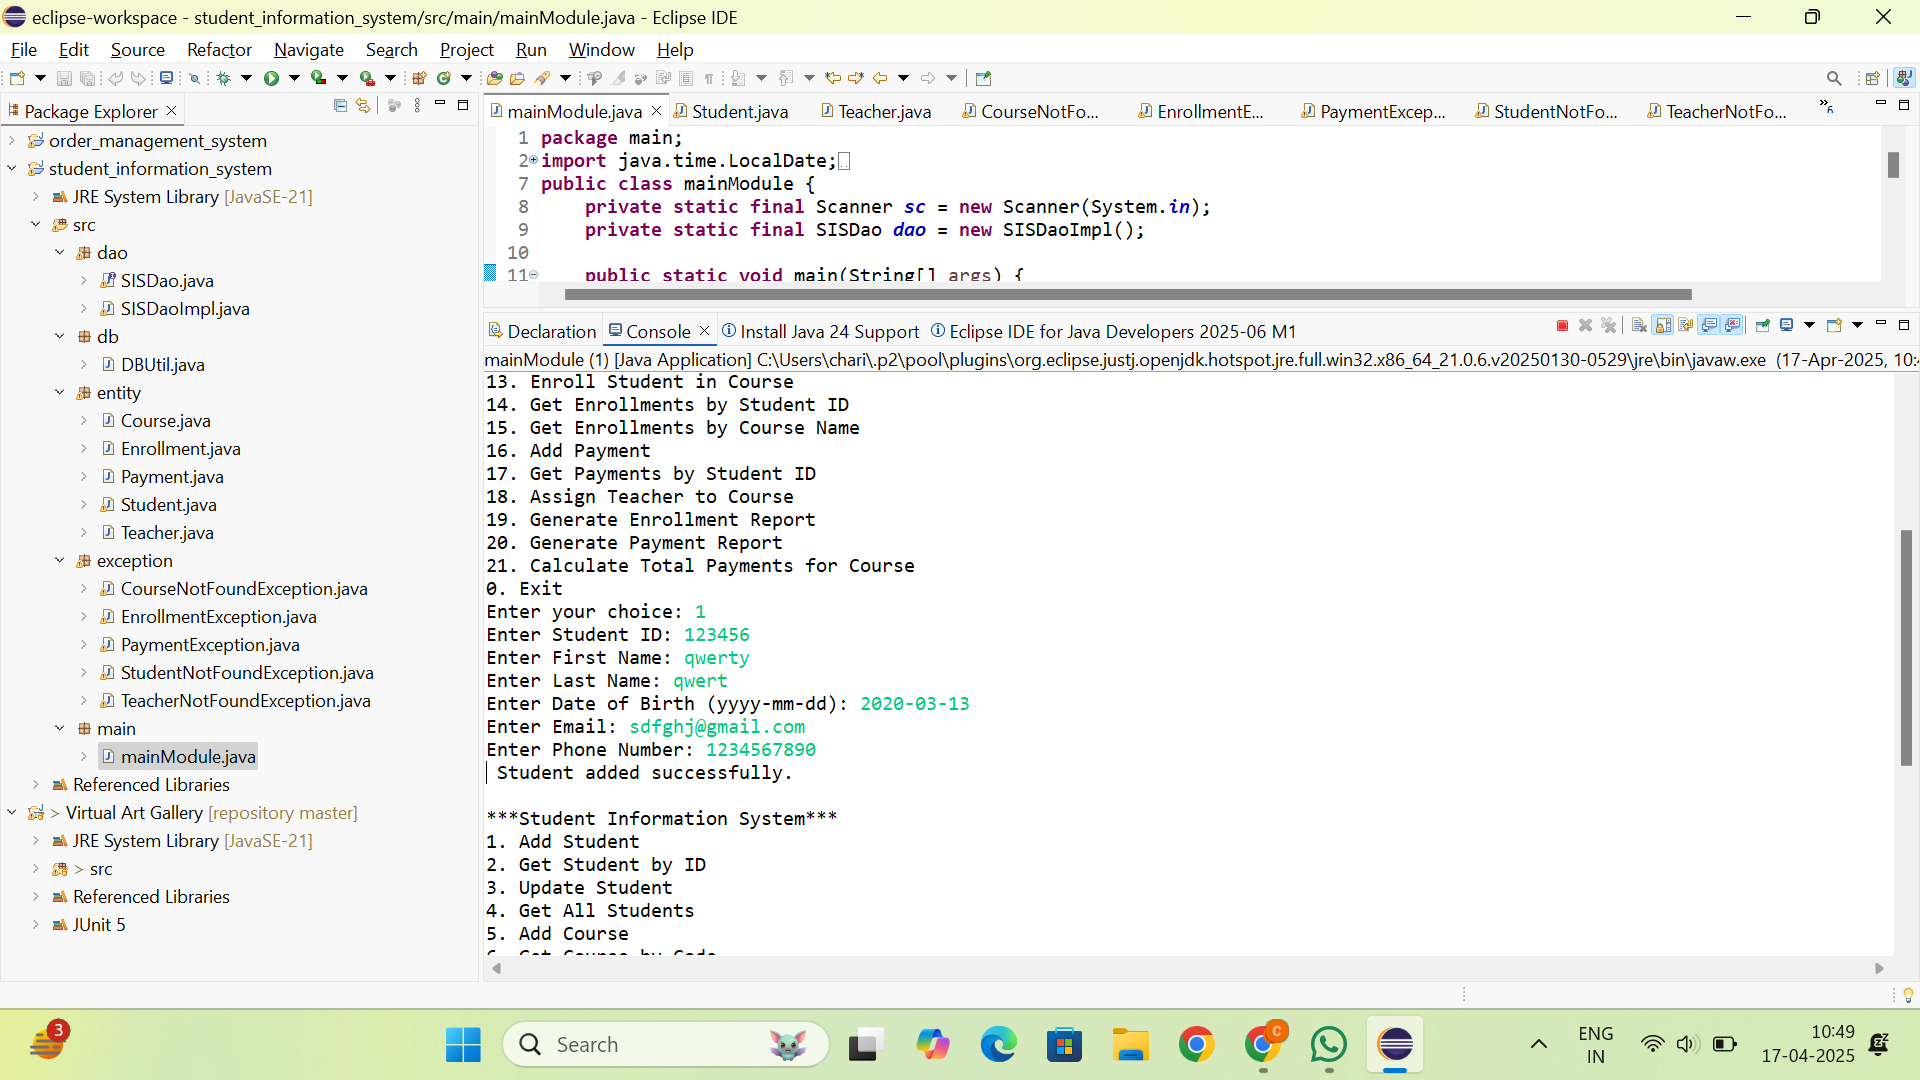 eclipse-workspace - student_information_system/src/main/mainModule.java - Eclipse IDE
File Edit Source Refactor Navigate Search Project Run Window Help
Package Explorer
order_management_system
student_information_system
JRE System Library [JavaSE-21]
src
dao
SISDao.java
SISDaoImpl.java
db
DBUtil.java
entity
Course.java
Enrollment.java
Payment.java
Student.java
Teacher.java
exception
CourseNotFoundException.java
EnrollmentException.java
PaymentException.java
StudentNotFoundException.java
TeacherNotFoundException.java
main
mainModule.java
Referenced Libraries
> Virtual Art Gallery [repository master]
JRE System Library [JavaSE-21]
> src
Referenced Libraries
JUnit 5
mainModule.java Student.java Teacher.java CourseNotFo... EnrollmentE... PaymentExcep... StudentNotFo... TeacherNotFo... »6
1 package main;
2 import java.time.LocalDate;
7 public class mainModule {
8 private static final Scanner sc = new Scanner(System.in);
9 private static final SISDao dao = new SISDaoImpl();
10
11 public static void main(String[] args) {
Declaration Console Install Java 24 Support Eclipse IDE for Java Developers 2025-06 M1
mainModule (1) [Java Application] C:\Users\chari\.p2\pool\plugins\org.eclipse.justj.openjdk.hotspot.jre.full.win32.x86_64_21.0.6.v20250130-0529\jre\bin\javaw.exe (17-Apr-2025, 10:4
13. Enroll Student in Course
14. Get Enrollments by Student ID
15. Get Enrollments by Course Name
16. Add Payment
17. Get Payments by Student ID
18. Assign Teacher to Course
19. Generate Enrollment Report
20. Generate Payment Report
21. Calculate Total Payments for Course
0. Exit
Enter your choice: 1
Enter Student ID: 123456
Enter First Name: qwerty
Enter Last Name: qwert
Enter Date of Birth (yyyy-mm-dd): 2020-03-13
Enter Email: sdfghj@gmail.com
Enter Phone Number: 1234567890
Student added successfully.
***Student Information System***
1. Add Student
2. Get Student by ID
3. Update Student
4. Get All Students
5. Add Course
6. Get Course by Code
3
Search
C
ENG
IN
10:49
17-04-2025